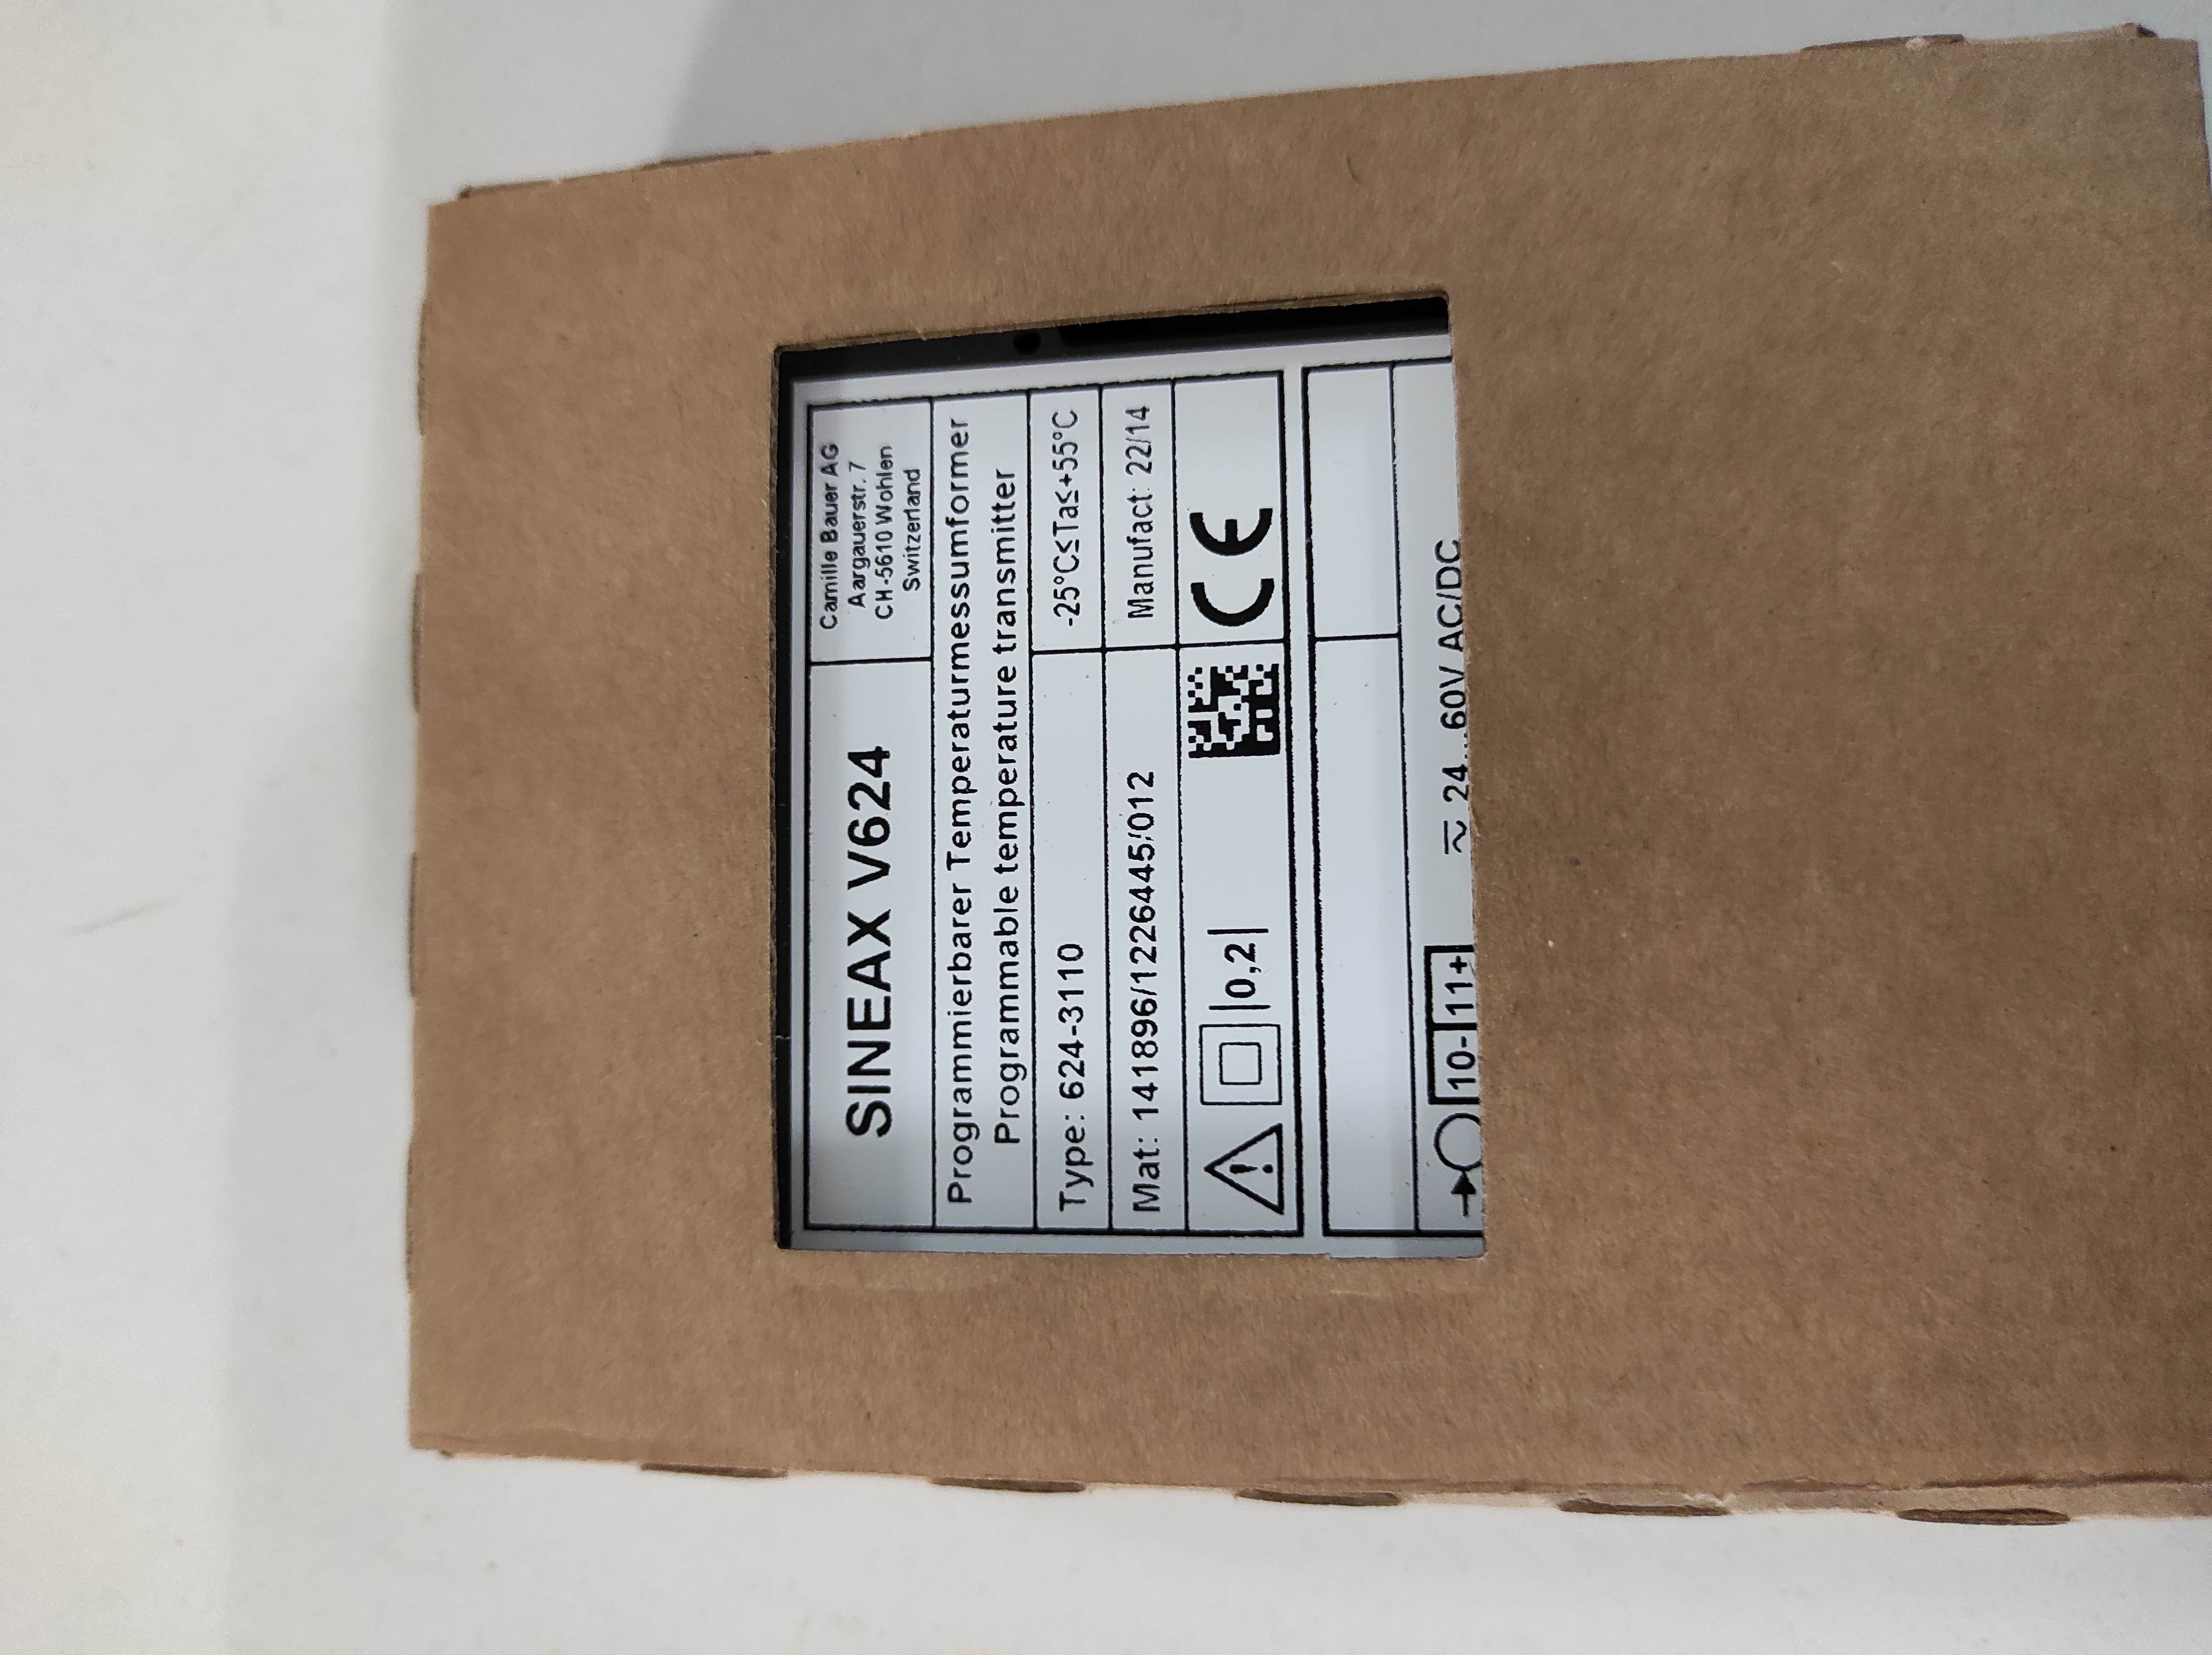 SINEAX V624
Camille Bauer AG
Aargauerstr. 7
CH-5610 Wohlen
Switzerland
Programmierbarer Temperaturmessumformer
Programmable temperature transmitter
Type: 624-3110
-25°C≤Ta≤+55°C
Mat: 141896/1226445/012
Manufact: 22/14
|0,2|
CE
10- 11+
24...60V AC/DC